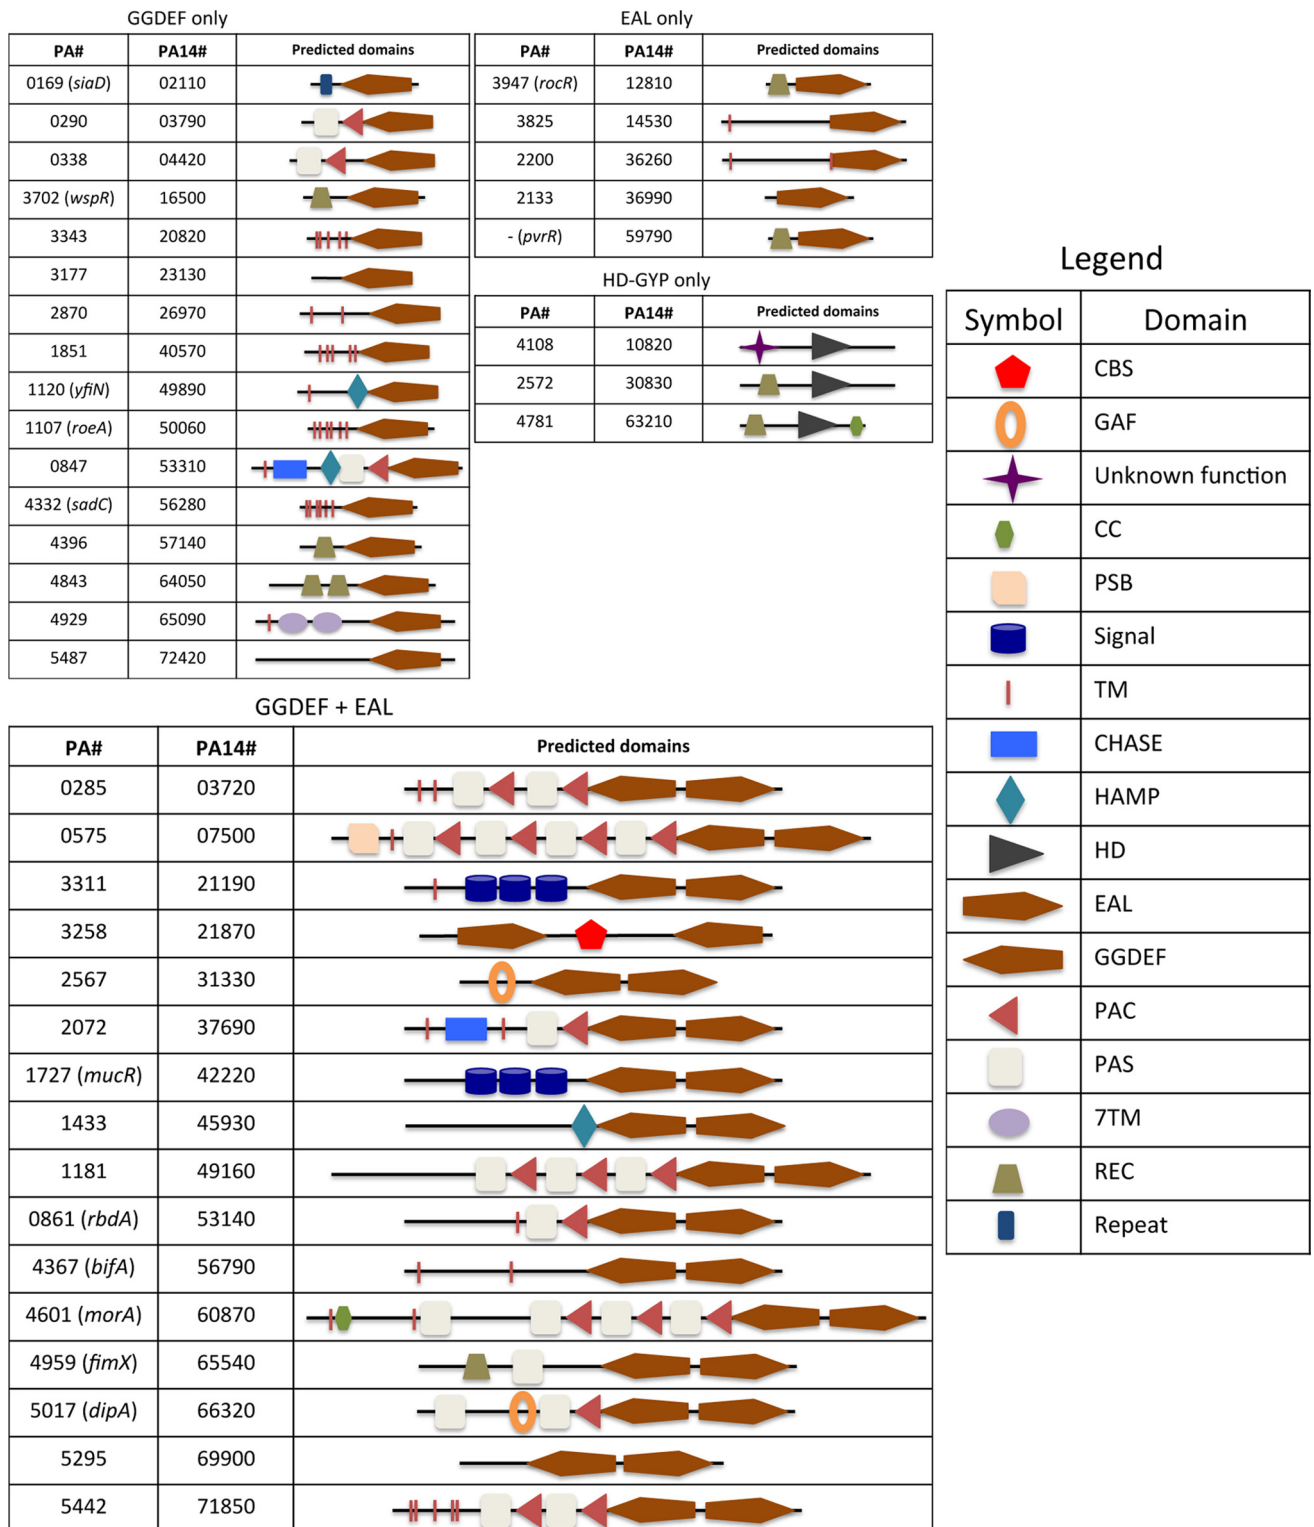 GGDEF only
PA# PA14# Predicted domains
0169 (siaD) 02110
0290 03790
0338 04420
3702 (wspR) 16500
3343 20820
3177 23130
2870 26970
1851 40570
1120 (yfiN) 49890
1107 (roeA) 50060
0847 53310
4332 (sadC) 56280
4396 57140
4843 64050
4929 65090
5487 72420
EAL only
PA# PA14# Predicted domains
3947 (rocR) 12810
3825 14530
2200 36260
2133 36990
- (pvrR) 59790
HD-GYP only
PA# PA14# Predicted domains
4108 10820
2572 30830
4781 63210
GGDEF + EAL
PA# PA14# Predicted domains
0285 03720
0575 07500
3311 21190
3258 21870
2567 31330
2072 37690
1727 (mucR) 42220
1433 45930
1181 49160
0861 (rbdA) 53140
4367 (bifA) 56790
4601 (morA) 60870
4959 (fimX) 65540
5017 (dipA) 66320
5295 69900
5442 71850
Legend
Symbol Domain
CBS
GAF
Unknown function
CC
PSB
Signal
TM
CHASE
HAMP
HD
EAL
GGDEF
PAC
PAS
7TM
REC
Repeat